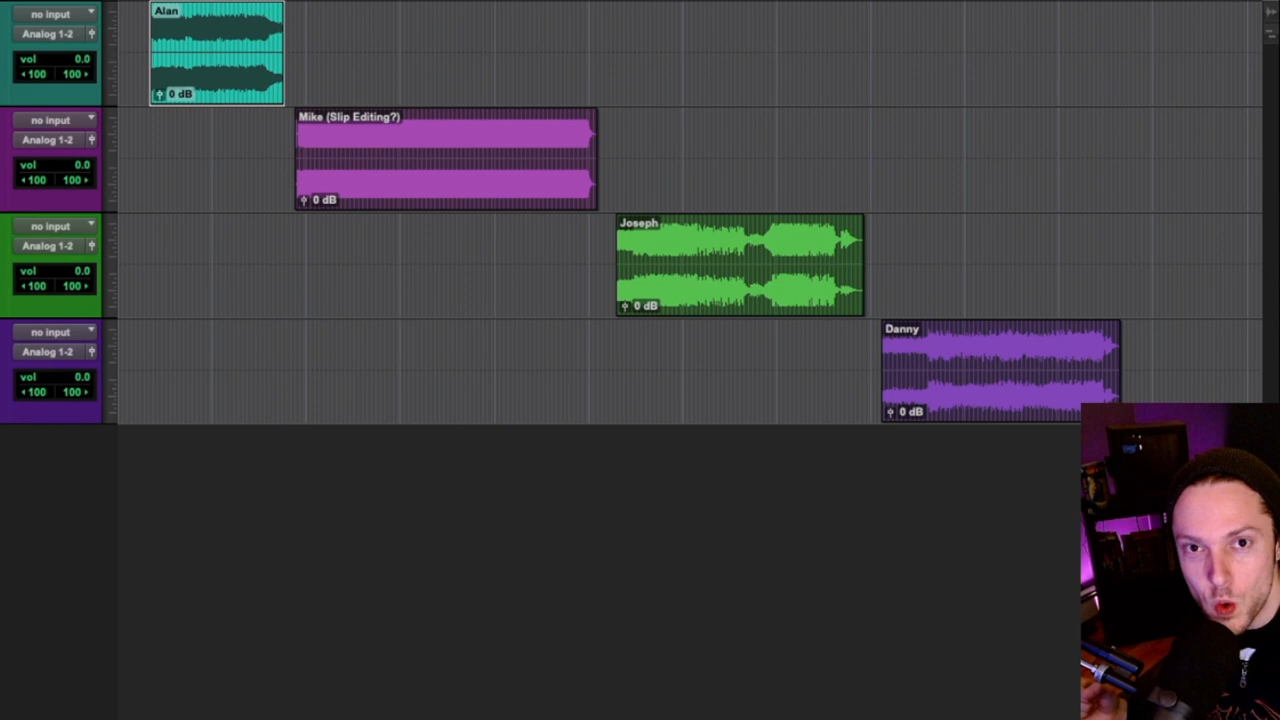 no input
Analog 1-2
vol 0.0
100 100
Alan
0 dB
no input
Analog 1-2
vol 0.0
100 100
Mike (Slip Editing?)
0 dB
no input
Analog 1-2
vol 0.0
100 100
Joseph
0 dB
no input
Analog 1-2
vol 0.0
100 100
Danny
0 dB